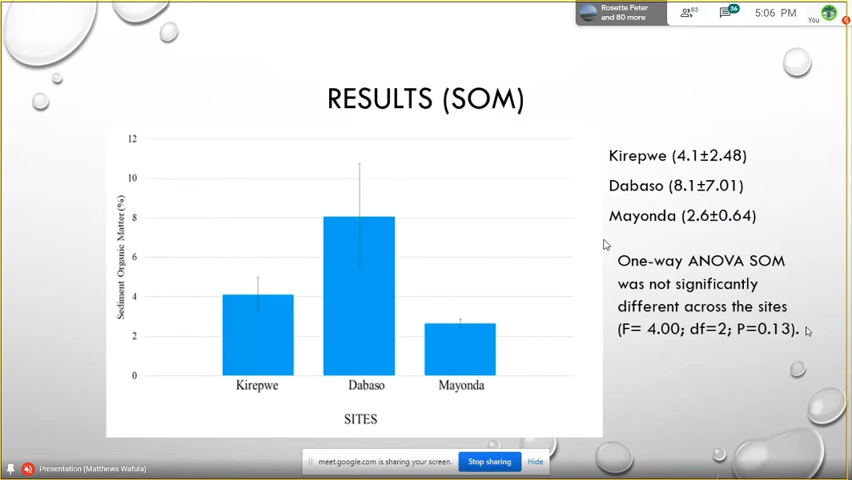 Rosette Peter
and 80 more
83
36
5:06 PM
You
RESULTS (SOM)
12
10
8
6
4
2
0
Sediment Organic Matter (%)
Kirepwe
Dabaso
Mayonda
SITES
Kirepwe (4.1±2.48)
Dabaso (8.1±7.01)
Mayonda (2.6±0.64)
One-way ANOVA SOM
was not significantly
different across the sites
(F= 4.00; df=2; P=0.13).
meet.google.com is sharing your screen.
Stop sharing
Hide
Presentation (Matthews Wafula)